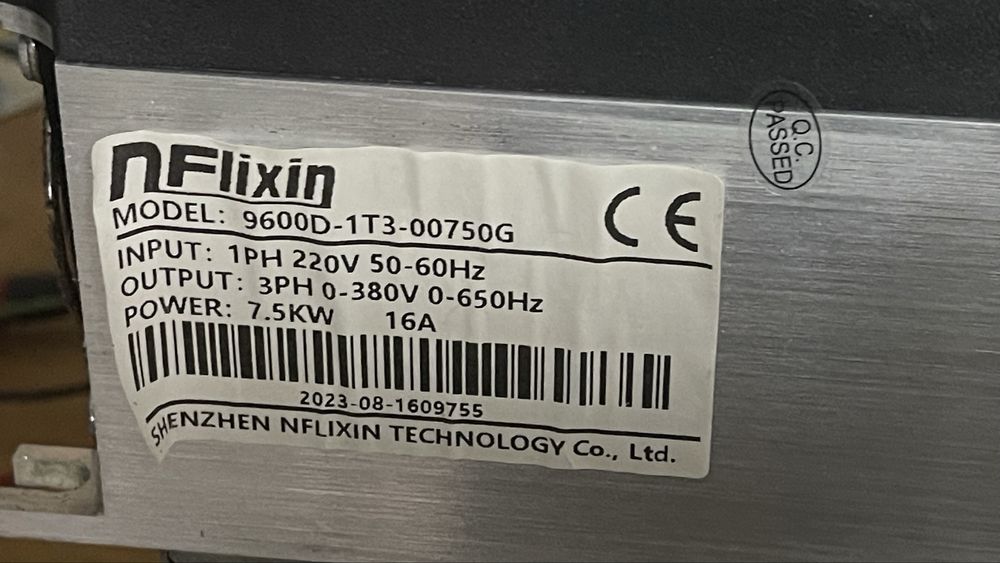 nFlixin
CE
MODEL: 9600D-1T3-00750G
INPUT: 1PH 220V 50-60Hz
OUTPUT: 3PH 0-380V 0-650Hz
POWER: 7.5KW 16A
2023-08-1609755
SHENZHEN NFLIXIN TECHNOLOGY Co., Ltd.
Q.C.
PASSED